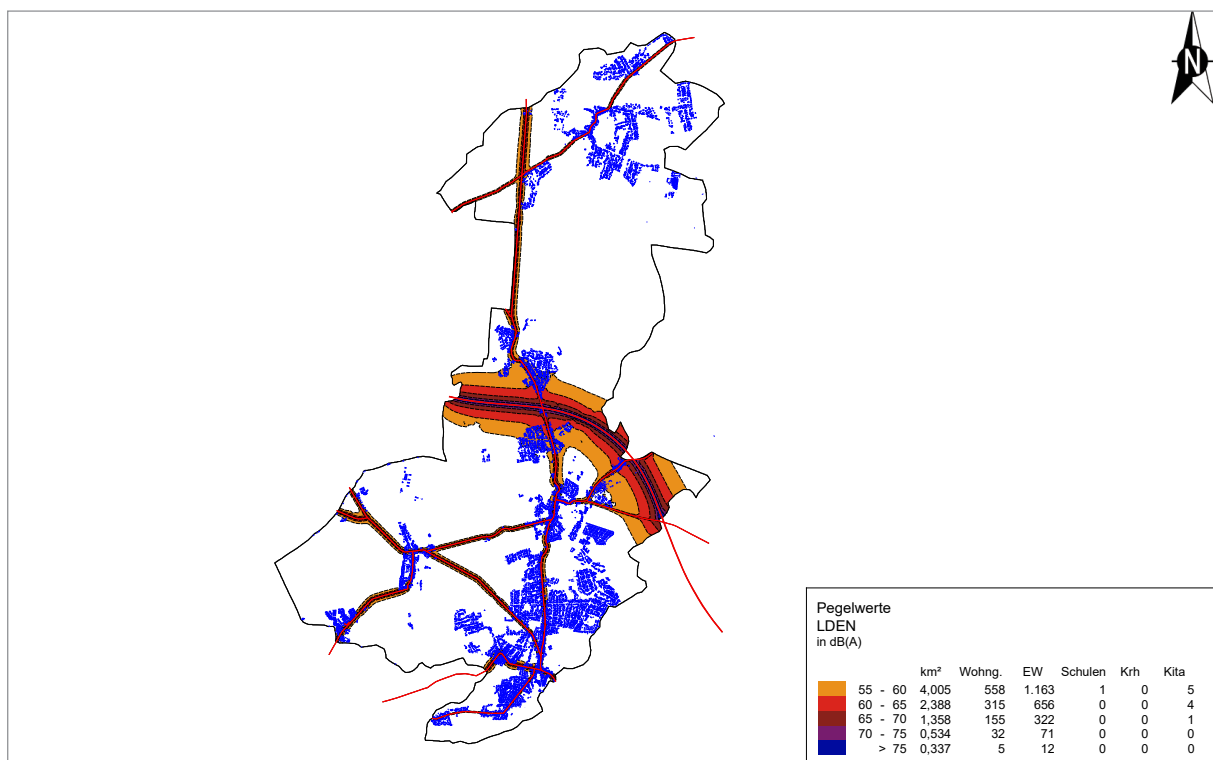 N
Pegelwerte
LDEN
in dB(A)
km² Wohng. EW Schulen Krh Kita
55 - 60 4,005 558 1.163 1 0 5
60 - 65 2,388 315 656 0 0 4
65 - 70 1,358 155 322 0 0 1
70 - 75 0,534 32 71 0 0 0
> 75 0,337 5 12 0 0 0